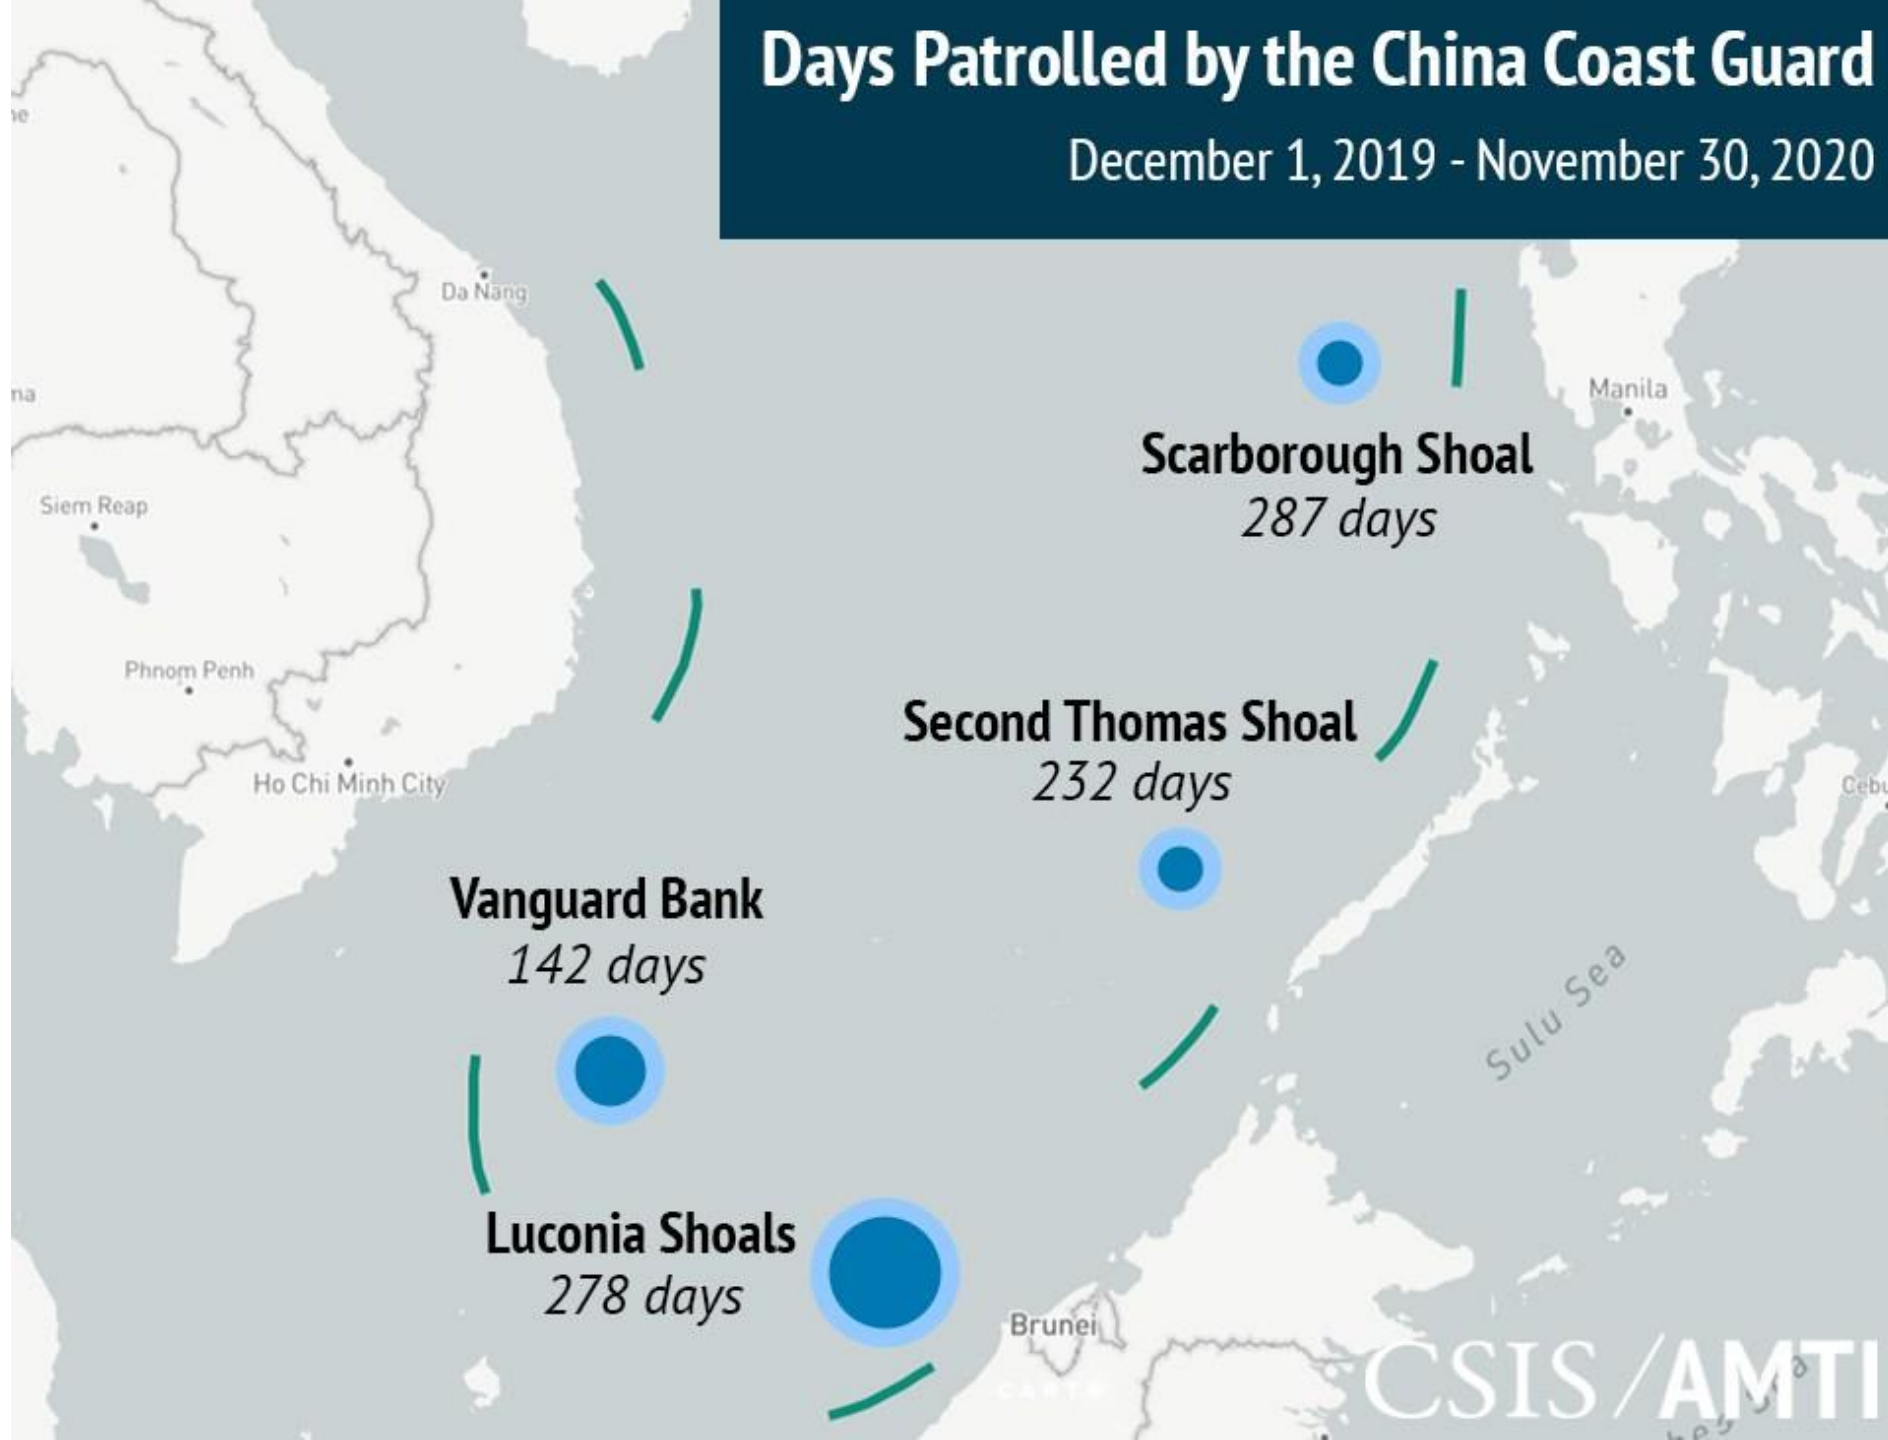 Days Patrolled by the China Coast Guard
December 1, 2019 - November 30, 2020
Da Nang
Manila
Scarborough Shoal
287 days
Siem Reap
Phnom Penh
Second Thomas Shoal
232 days
Ho Chi Minh City
Cebu
Vanguard Bank
142 days
Sulu Sea
Luconia Shoals
278 days
Brunei
CARTO
CSIS/AMTI